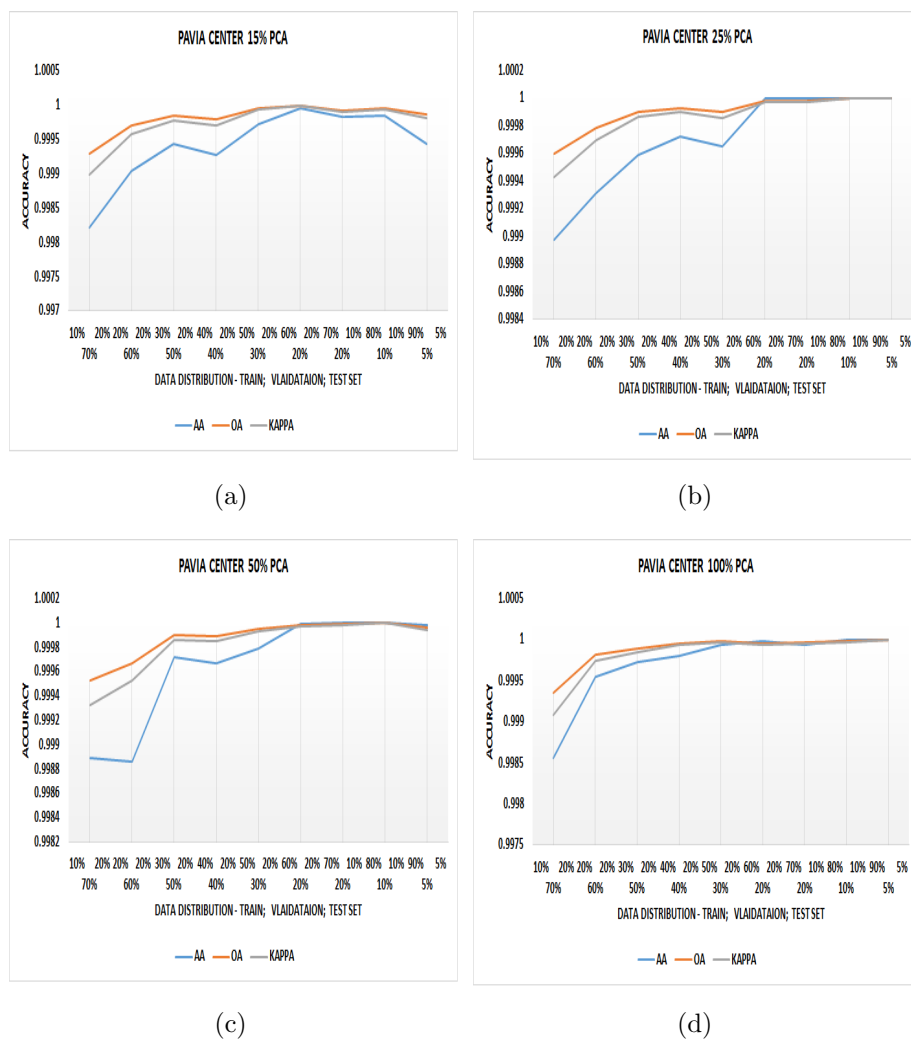 PAVIA CENTER 15% PCA
1.0005
1
0.9995
0.999
0.9985
0.998
0.9975
0.997
ACCURACY
10% 20% 20% 20% 30% 20% 40% 20% 50% 20% 60% 20% 70% 10% 80% 10% 90% 5%
70% 60% 50% 40% 30% 20% 20% 10% 5%
DATA DISTRIBUTION - TRAIN; VLAIDATAION; TEST SET
AA OA KAPPA
(a)
PAVIA CENTER 25% PCA
1.0002
1
0.9998
0.9996
0.9994
0.9992
0.999
0.9988
0.9986
0.9984
ACCURACY
10% 20% 20% 20% 30% 20% 40% 20% 50% 20% 60% 20% 70% 10% 80% 10% 90% 5%
70% 60% 50% 40% 30% 20% 20% 10% 5%
DATA DISTRIBUTION - TRAIN; VLAIDATAION; TEST SET
AA OA KAPPA
(b)
PAVIA CENTER 50% PCA
1.0002
1
0.9998
0.9996
0.9994
0.9992
0.999
0.9988
0.9986
0.9984
0.9982
ACCURACY
10% 20% 20% 20% 30% 20% 40% 20% 50% 20% 60% 20% 70% 10% 80% 10% 90% 5%
70% 60% 50% 40% 30% 20% 20% 10% 5%
DATA DISTRIBUTION - TRAIN; VLAIDATAION; TEST SET
AA OA KAPPA
(c)
PAVIA CENTER 100% PCA
1.0005
1
0.9995
0.999
0.9985
0.998
0.9975
ACCURACY
10% 20% 20% 20% 30% 20% 40% 20% 50% 20% 60% 20% 70% 10% 80% 10% 90% 5%
70% 60% 50% 40% 30% 20% 20% 10% 5%
DATA DISTRIBUTION - TRAIN; VLAIDATAION; TEST SET
AA OA KAPPA
(d)